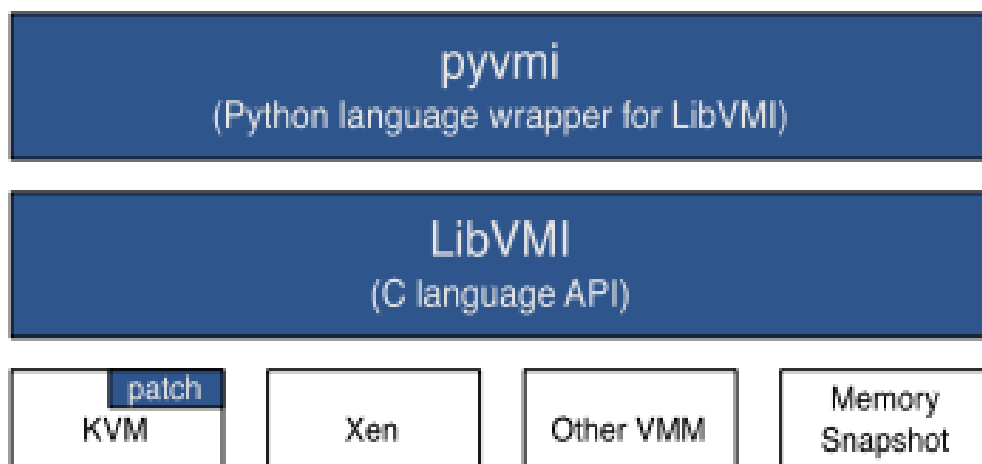 pyvmi
(Python language wrapper for LibVMI)
LibVMI
(C language API)
patch
KVM
Xen
Other VMM
Memory
Snapshot